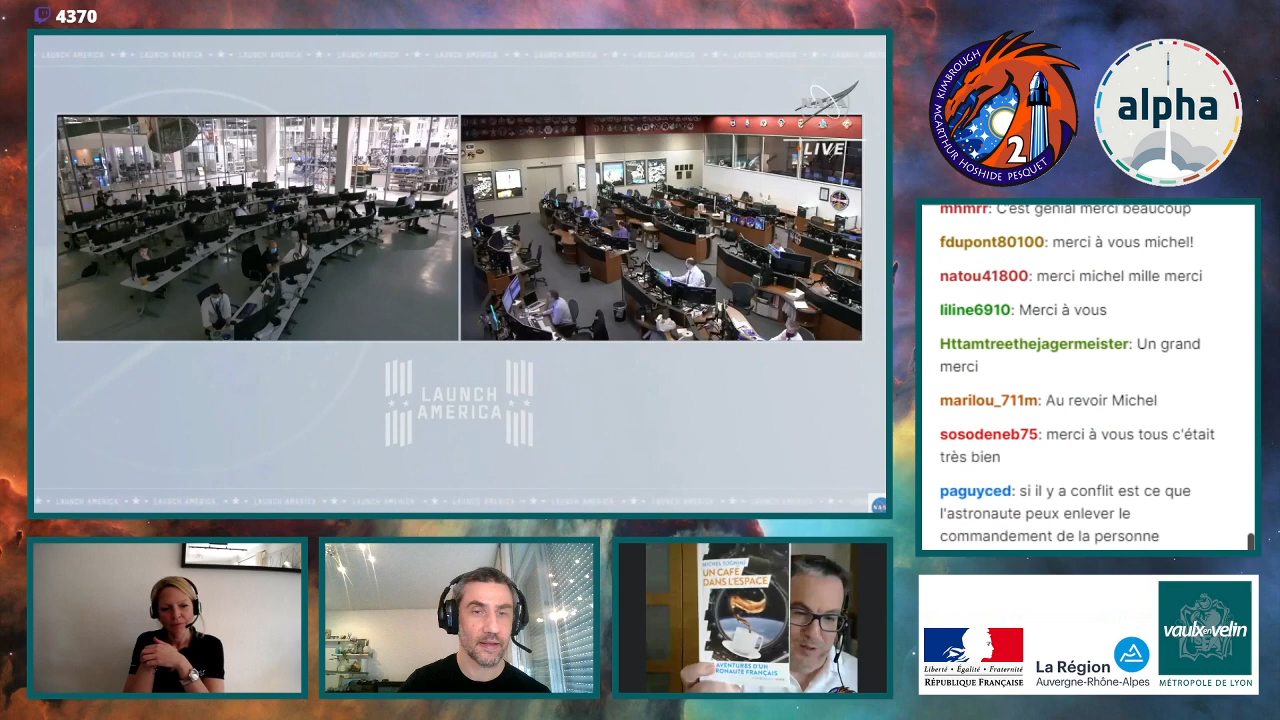 4370
LAUNCH AMERICA
LIVE
LAUNCH
AMERICA
MCARTHUR KIMBROUGH
HOSHIDE PESQUET
2
alpha
mhmrr: C'est génial merci beaucoup
fdupont80100: merci à vous michel!
natou41800: merci michel mille merci
liline6910: Merci à vous
Httamtreethejagermeister: Un grand
merci
marilou_711m: Au revoir Michel
sosodeneb75: merci à vous tous c'était
très bien
paguyced: si il y a conflit est ce que
l'astronaute peux enlever le
commandement de la personne
UN CAFÉ
DANS L'ESPACE
AVENTURES D'UN
RONAUTE FRANÇAIS
Liberté • Égalité • Fraternité
RÉPUBLIQUE FRANÇAISE
La Région
Auvergne-Rhône-Alpes
vaulx en velin
MÉTROPOLE DE LYON